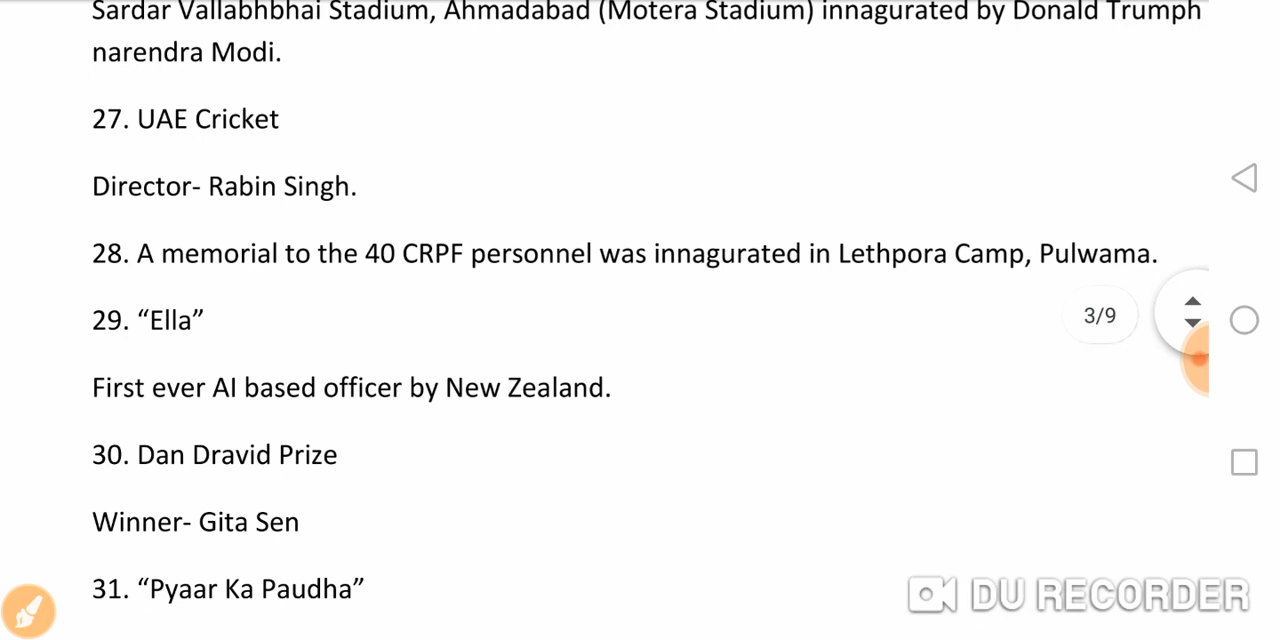 Sardar Vallabhbhai Stadium, Ahmadabad (Motera Stadium) innagurated by Donald Trumph
narendra Modi.
27. UAE Cricket
Director- Rabin Singh.
28. A memorial to the 40 CRPF personnel was innagurated in Lethpora Camp, Pulwama.
29. “Ella”
3/9
First ever AI based officer by New Zealand.
30. Dan Dravid Prize
Winner- Gita Sen
31. “Pyaar Ka Paudha”
DU RECORDER